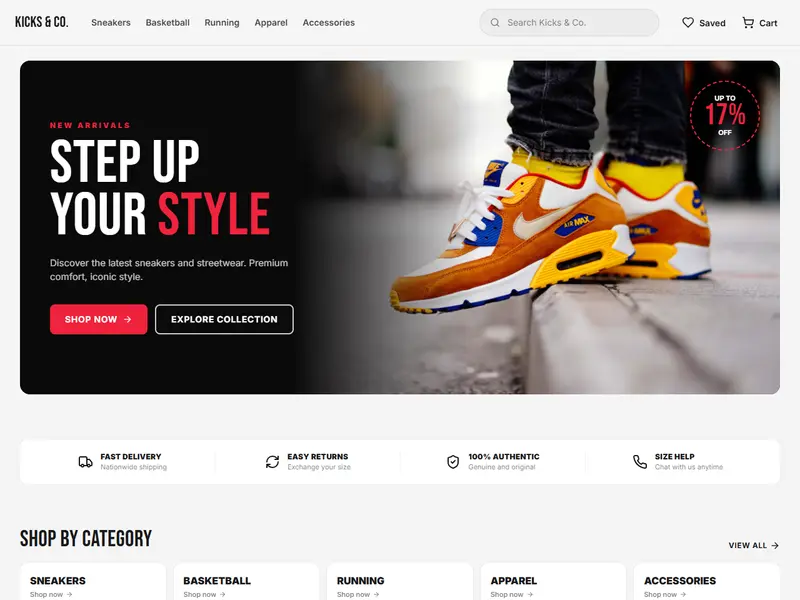 KICKS & CO.
Sneakers
Basketball
Running
Apparel
Accessories
Search Kicks & Co.
Saved
Cart
NEW ARRIVALS
STEP UP
YOUR STYLE
Discover the latest sneakers and streetwear. Premium
comfort, iconic style.
SHOP NOW →
EXPLORE COLLECTION
UP TO
17%
OFF
AIR MAX
AIR MAX
FAST DELIVERY
Nationwide shipping
EASY RETURNS
Exchange your size
100% AUTHENTIC
Genuine and original
SIZE HELP
Chat with us anytime
SHOP BY CATEGORY
VIEW ALL →
SNEAKERS
Shop now →
BASKETBALL
Shop now →
RUNNING
Shop now →
APPAREL
Shop now →
ACCESSORIES
Shop now →